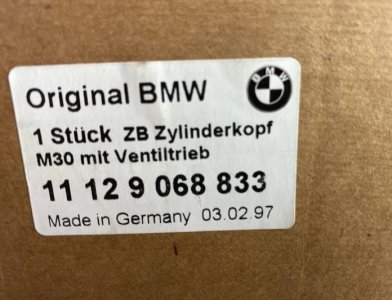 Original BMW
BMW
1 Stück ZB Zylinderkopf
M30 mit Ventiltrieb
11 12 9 068 833
Made in Germany 03.02.97